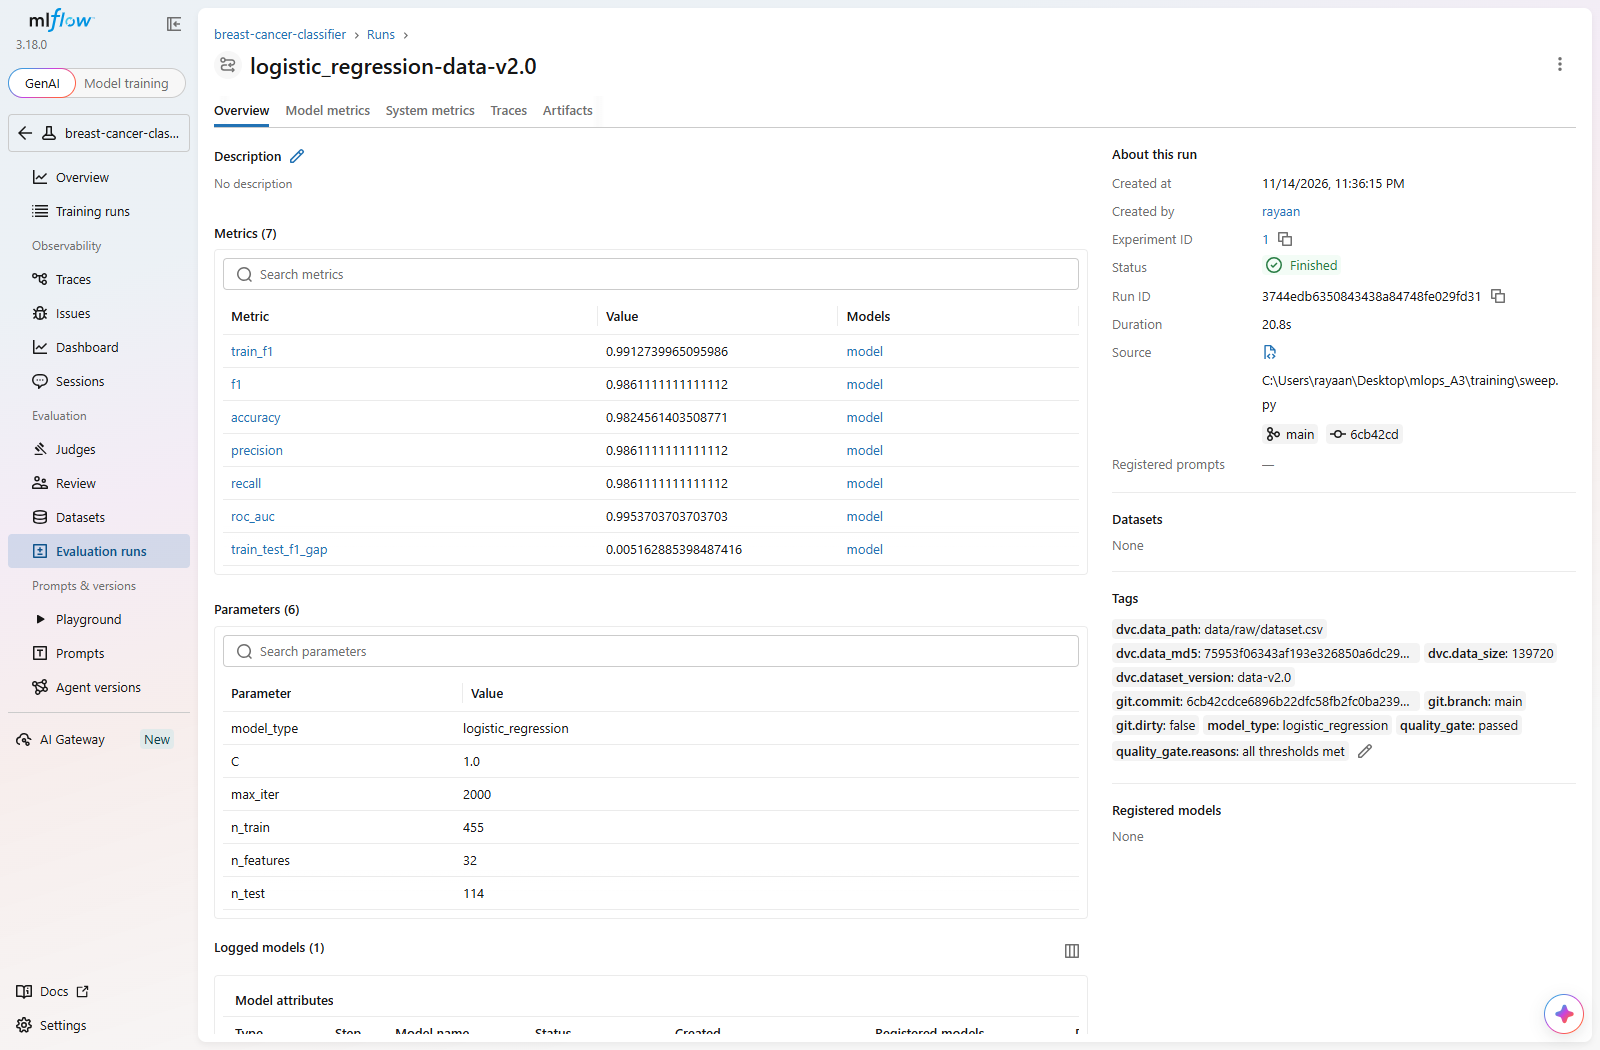 mlflow
3.18.0
GenAI
Model training
breast-cancer-clas...
Overview
Training runs
Observability
Traces
Issues
Dashboard
Sessions
Evaluation
Judges
Review
Datasets
Evaluation runs
Prompts & versions
Playground
Prompts
Agent versions
AI Gateway New
Docs
Settings
breast-cancer-classifier > Runs >
logistic_regression-data-v2.0
Overview Model metrics System metrics Traces Artifacts
Description
No description
Metrics (7)
Search metrics
Metric Value Models
train_f1 0.9912739965095986 model
f1 0.9861111111111112 model
accuracy 0.9824561403508771 model
precision 0.9861111111111112 model
recall 0.9861111111111112 model
roc_auc 0.9953703703703703 model
train_test_f1_gap 0.005162885398487416 model
Parameters (6)
Search parameters
Parameter Value
model_type logistic_regression
C 1.0
max_iter 2000
n_train 455
n_features 32
n_test 114
Logged models (1)
Model attributes
Type Step Model name Status Created Registered models
About this run
Created at 11/14/2026, 11:36:15 PM
Created by rayaan
Experiment ID 1
Status Finished
Run ID 3744edb6350843438a84748fe029fd31
Duration 20.8s
Source
C:\Users\rayaan\Desktop\mlops_A3\training\sweep.
py
main 6cb42cd
Registered prompts —
Datasets
None
Tags
dvc.data_path: data/raw/dataset.csv
dvc.data_md5: 75953f06343af193e326850a6dc29... dvc.data_size: 139720
dvc.dataset_version: data-v2.0
git.commit: 6cb42cdce6896b22dfc58fb2fc0ba239... git.branch: main
git.dirty: false model_type: logistic_regression quality_gate: passed
quality_gate.reasons: all thresholds met
Registered models
None